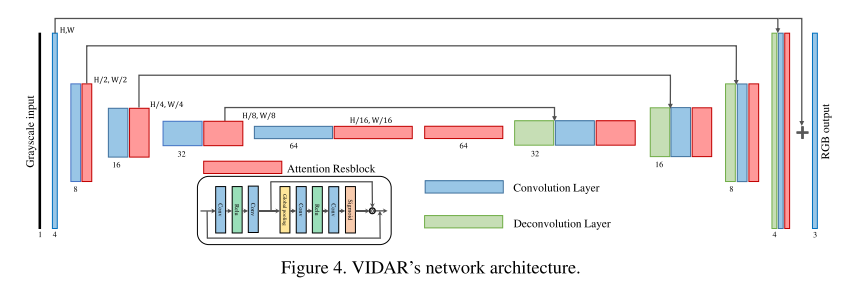 H,W
H/2, W/2
H/4, W/4
H/8, W/8
H/16, W/16
Grayscale input
RGB output
1
4
8
16
32
64
64
32
16
8
4
3
+
Attention Resblock
Convolution Layer
Deconvolution Layer
Conv
Relu
Conv
Global pooling
Conv
Relu
Conv
Sigmoid
Figure 4. VIDAR's network architecture.